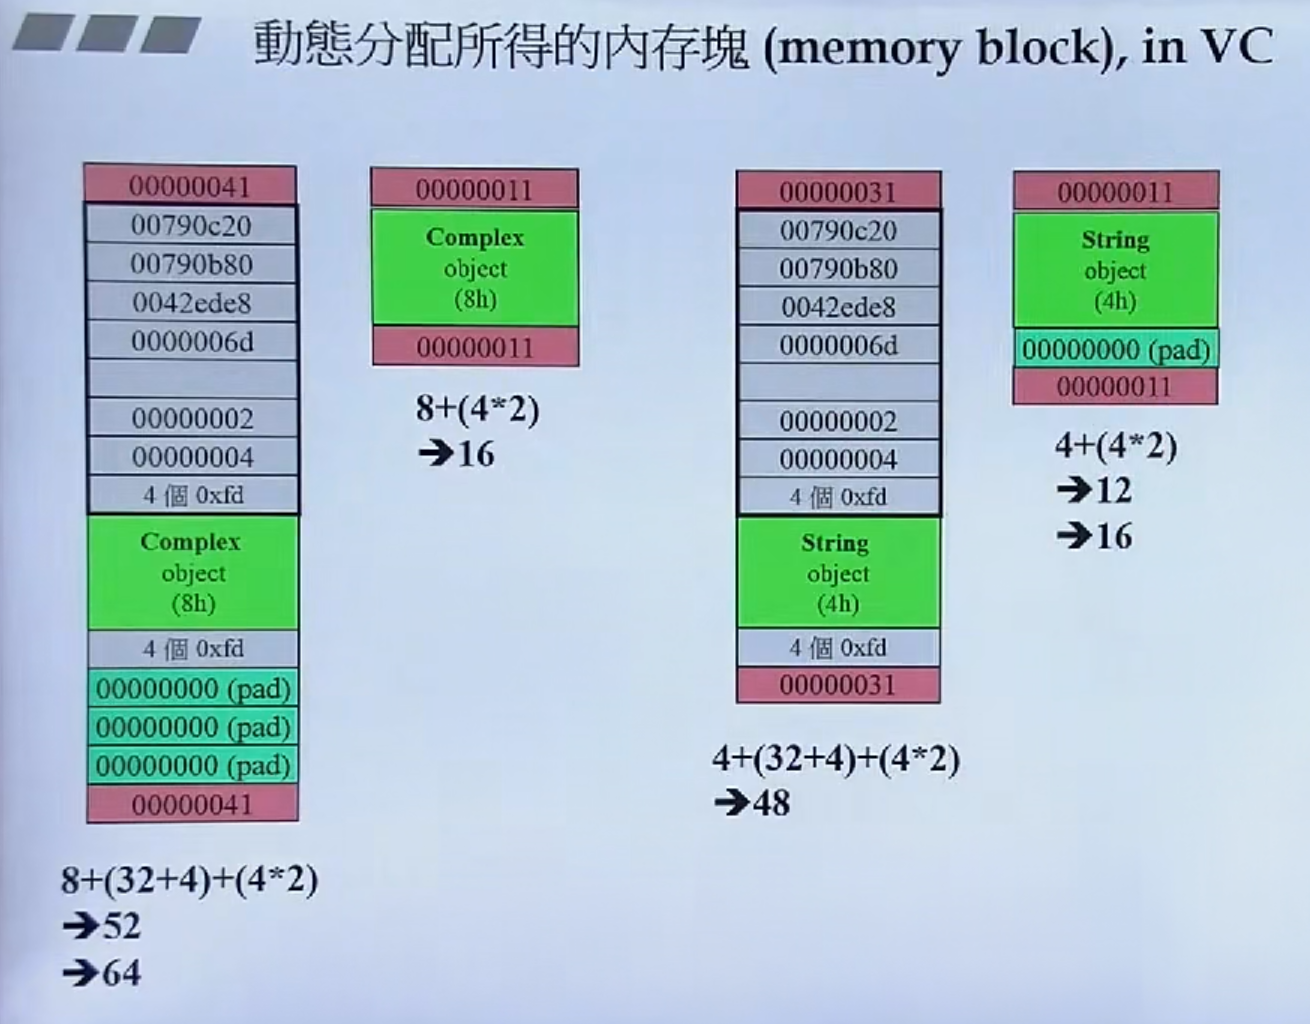 動態分配所得的內存塊 (memory block), in VC
00000041
00790c20
00790b80
0042ede8
0000006d
00000002
00000004
4 個 0xfd
Complex
object
(8h)
4 個 0xfd
00000000 (pad)
00000000 (pad)
00000000 (pad)
00000041
8+(32+4)+(4*2)
➔52
➔64
00000011
Complex
object
(8h)
00000011
8+(4*2)
➔16
00000031
00790c20
00790b80
0042ede8
0000006d
00000002
00000004
4 個 0xfd
String
object
(4h)
4 個 0xfd
00000031
4+(32+4)+(4*2)
➔48
00000011
String
object
(4h)
00000000 (pad)
00000011
4+(4*2)
➔12
➔16